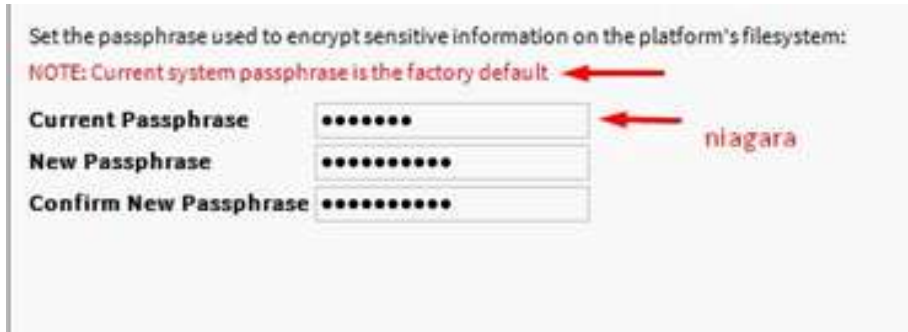 Set the passphrase used to encrypt sensitive information on the platform's filesystem:
NOTE: Current system passphrase is the factory default
Current Passphrase •••••••
niagara
New Passphrase ••••••••••
Confirm New Passphrase ••••••••••